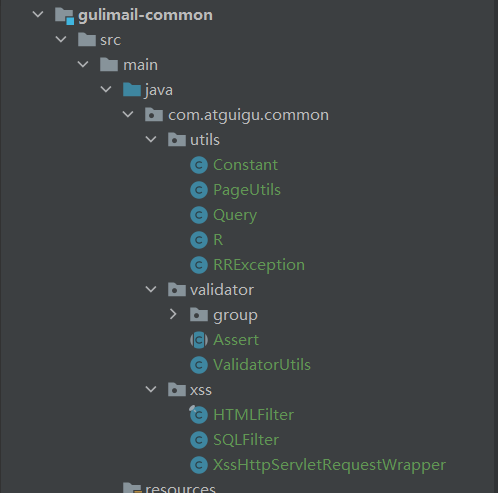 gulimail-common
src
main
java
com.atguigu.common
utils
Constant
PageUtils
Query
R
RRException
validator
group
Assert
ValidatorUtils
xss
HTMLFilter
SQLFilter
XssHttpServletRequestWrapper
resources